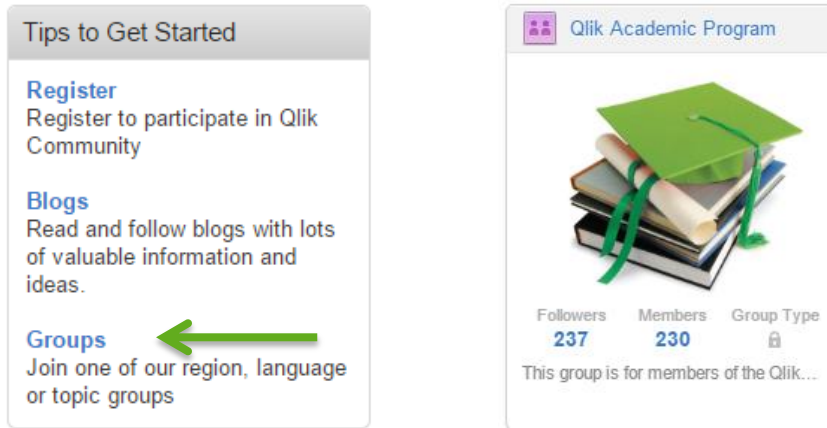 Tips to Get Started
Register
Register to participate in Qlik
Community
Blogs
Read and follow blogs with lots
of valuable information and
ideas.
Groups
Join one of our region, language
or topic groups
Qlik Academic Program
Followers Members Group Type
237 230
This group is for members of the Qlik...